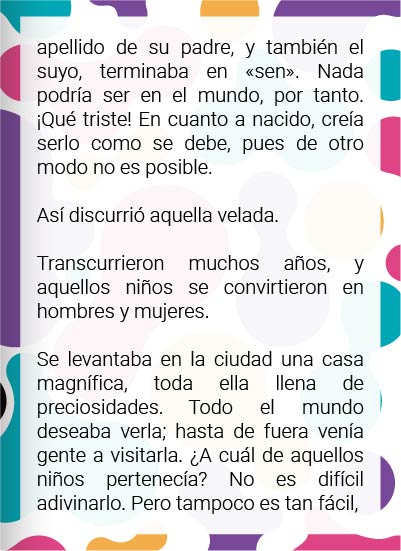 apellido de su padre, y también el
suyo, terminaba en «sen». Nada
podría ser en el mundo, por tanto.
¡Qué triste! En cuanto a nacido, creía
serlo como se debe, pues de otro
modo no es posible.
Así discurrió aquella velada.
Transcurrieron muchos años, y
aquellos niños se convirtieron en
hombres y mujeres.
Se levantaba en la ciudad una casa
magnífica, toda ella llena de
preciosidades. Todo el mundo
deseaba verla; hasta de fuera venía
gente a visitarla. ¿A cuál de aquellos
niños pertenecía? No es difícil
adivinarlo. Pero tampoco es tan fácil,